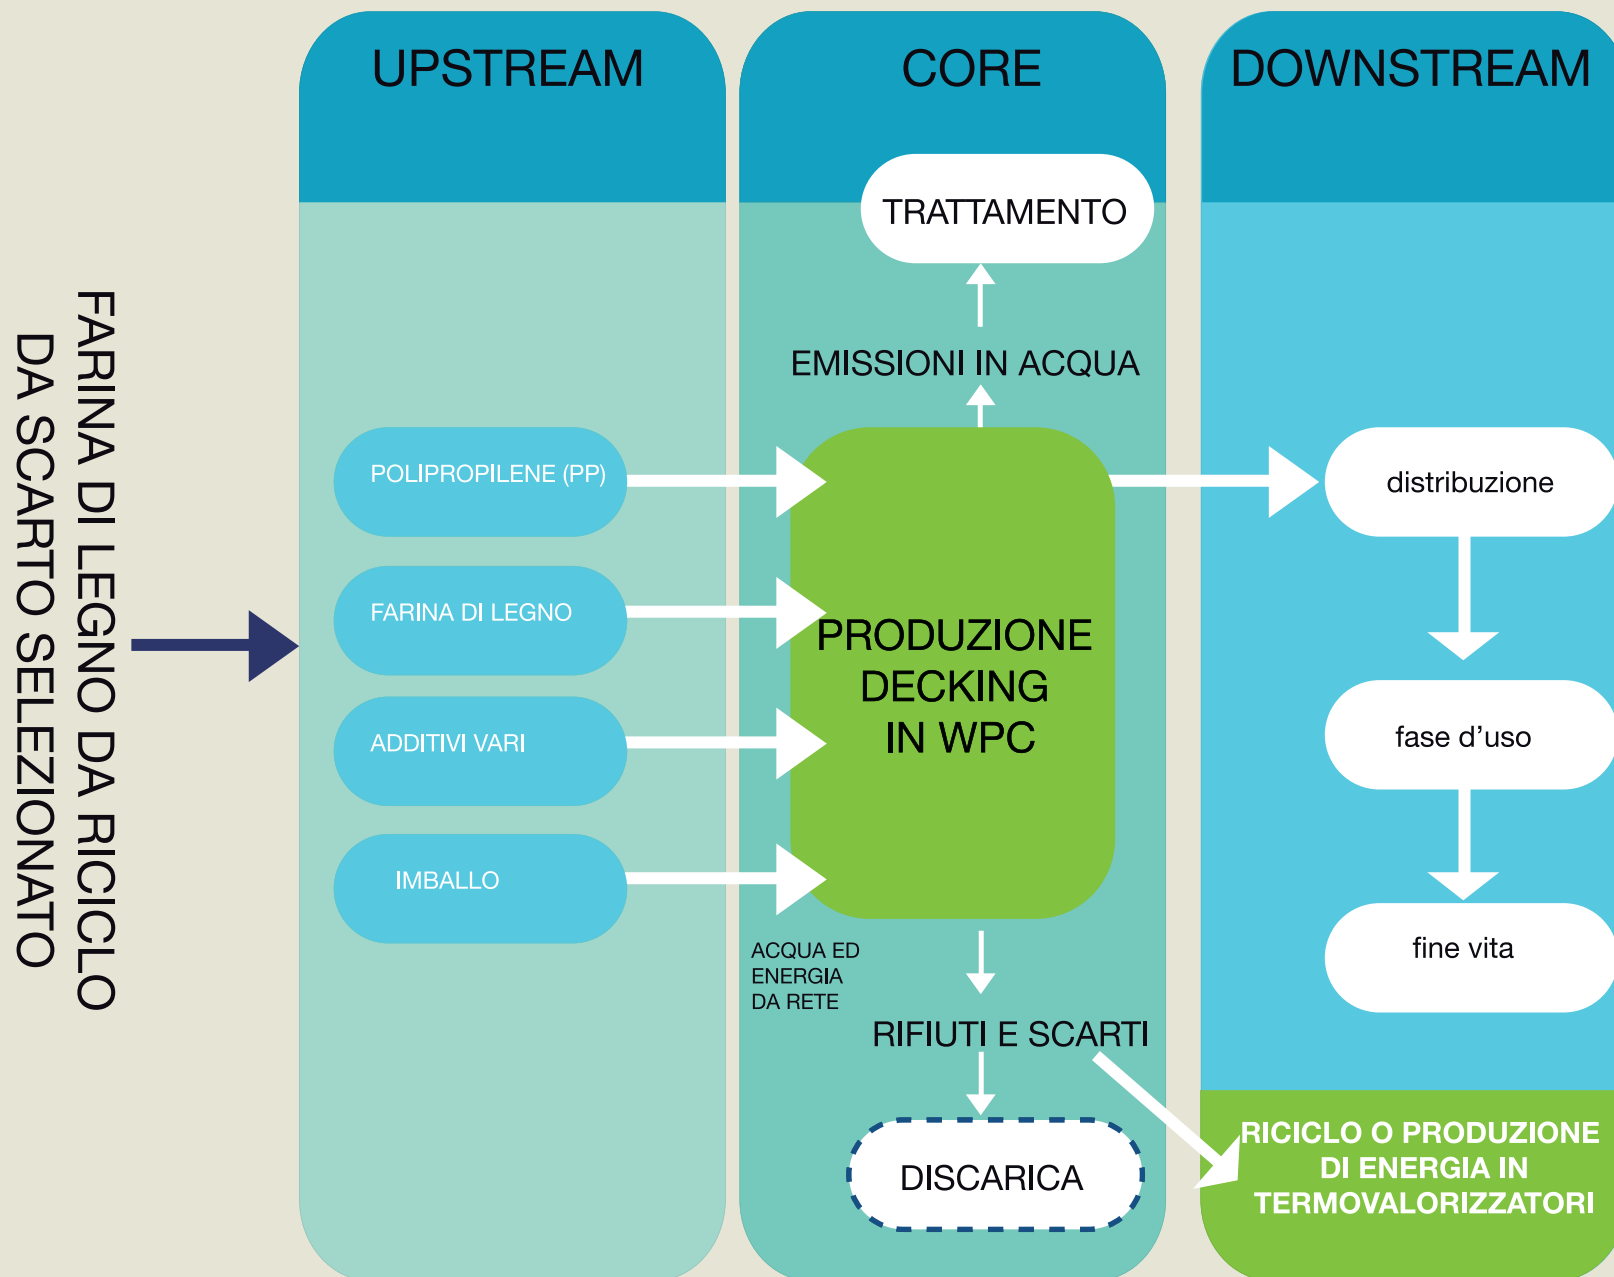 FARINA DI LEGNO DA RICICLO
DA SCARTO SELEZIONATO
UPSTREAM
POLIPROPILENE (PP)
FARINA DI LEGNO
ADDITIVI VARI
IMBALLO
CORE
TRATTAMENTO
EMISSIONI IN ACQUA
PRODUZIONE
DECKING
IN WPC
ACQUA ED
ENERGIA
DA RETE
RIFIUTI E SCARTI
DISCARICA
DOWNSTREAM
distribuzione
fase d’uso
fine vita
RICICLO O PRODUZIONE
DI ENERGIA IN
TERMOVALORIZZATORI